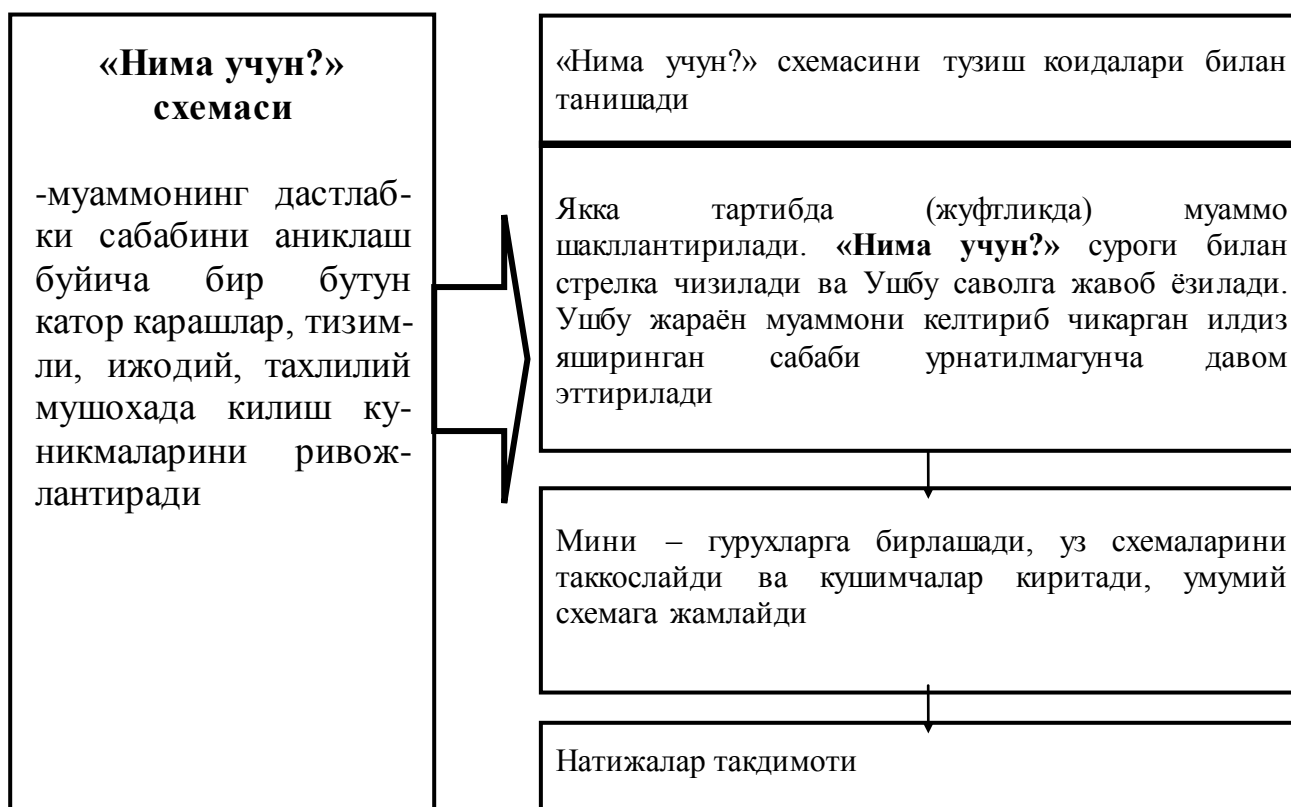 «Нима учун?»
схемаси
-муаммонинг дастлаб-
ки сабабини аниклаш
буйича бир бутун
катор карашлар, тизим-
ли, ижодий, тахлилий
мушохада килиш ку-
никмаларини ривож-
лантиради
«Нима учун?» схемасини тузиш коидалари билан
танишади
Якка тартибда (жуфтликда) муаммо
шакллантирилади. «Нима учун?» суроги билан
стрелка чизилади ва Ушбу саволга жавоб ёзилади.
Ушбу жараён муаммони келтириб чикарган илдиз
яширинган сабаби урнатилмагунча давом
эттирилади
Мини – гурухларга бирлашади, уз схемаларини
таккослайди ва кушимчалар киритади, умумий
схемага жамлайди
Натижалар такдимоти